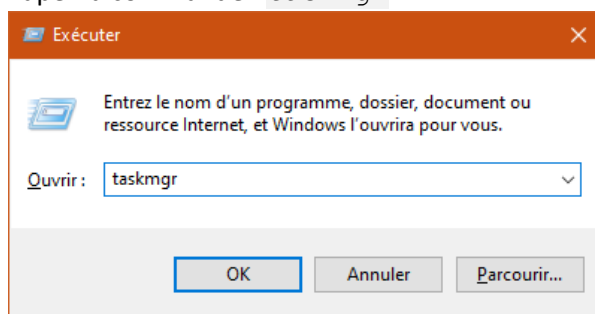 Exécuter
Entrez le nom d'un programme, dossier, document ou
ressource Internet, et Windows l'ouvrira pour vous.
Ouvrir : taskmgr
OK Annuler Parcourir...